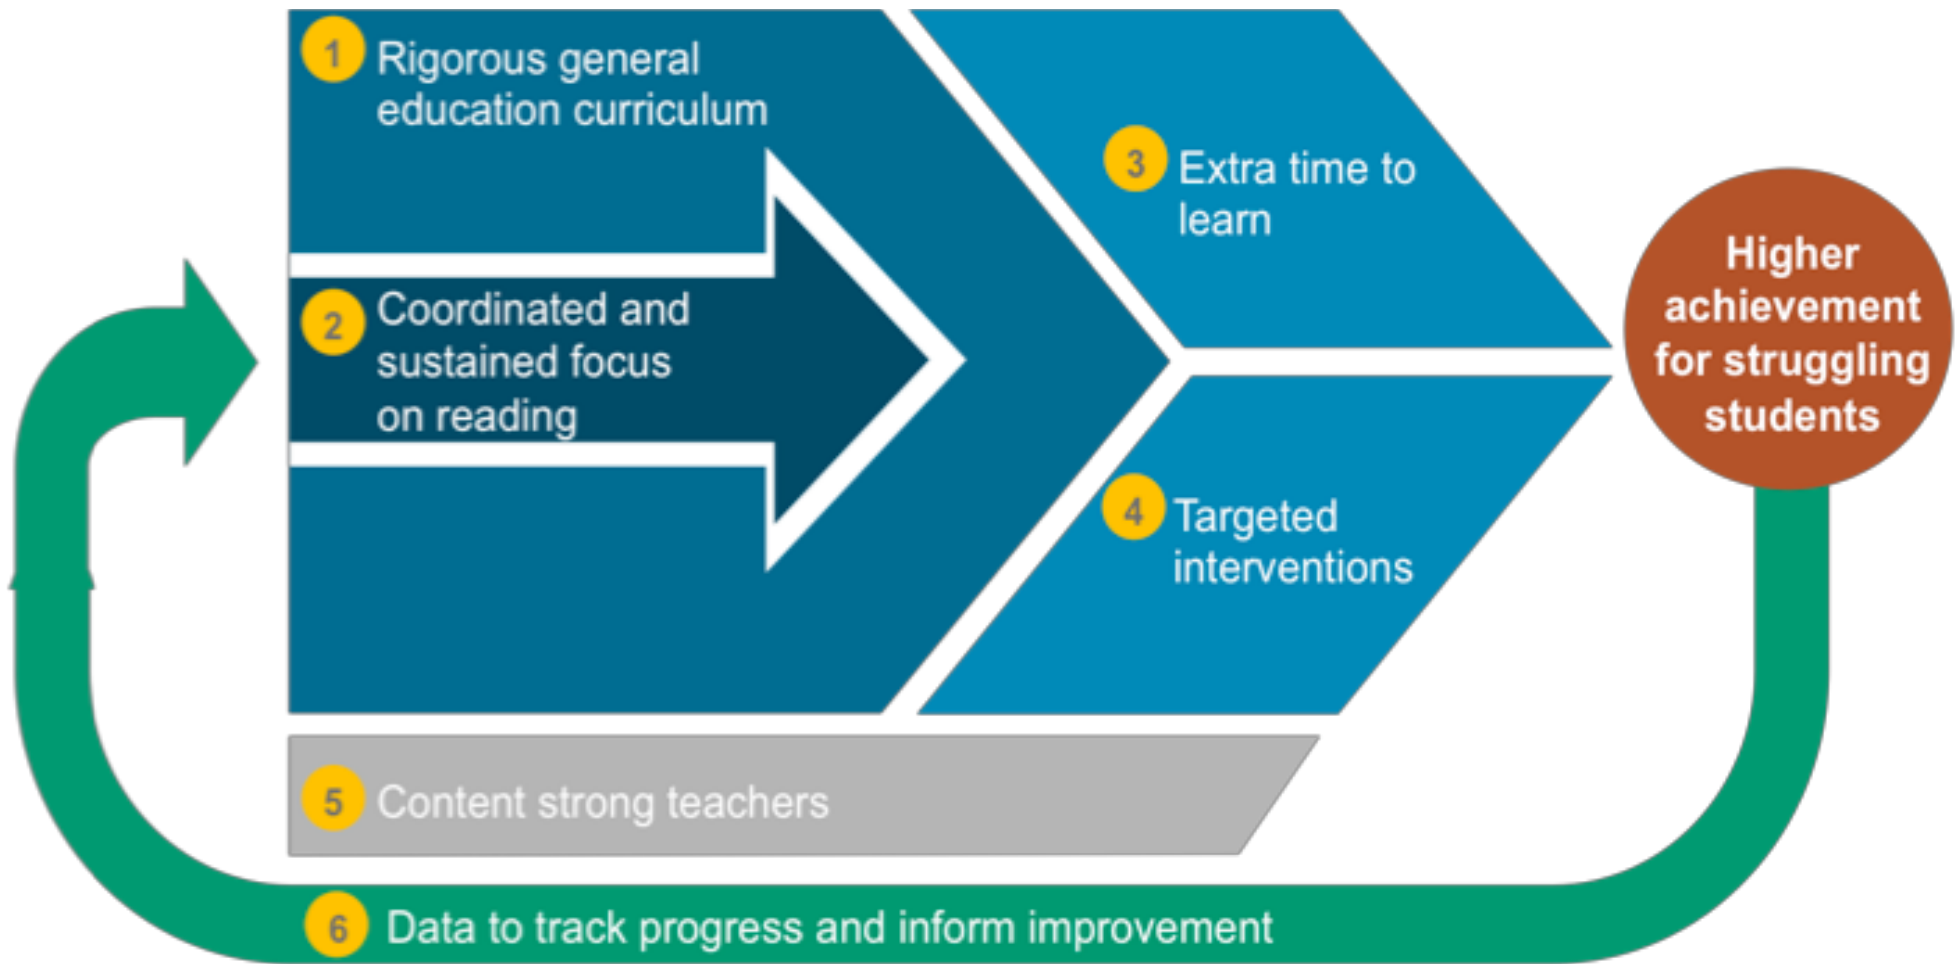 1
Rigorous general
education curriculum
2
Coordinated and
sustained focus
on reading
3
Extra time to
learn
4
Targeted
interventions
Higher
achievement
for struggling
students
5
Content strong teachers
6
Data to track progress and inform improvement